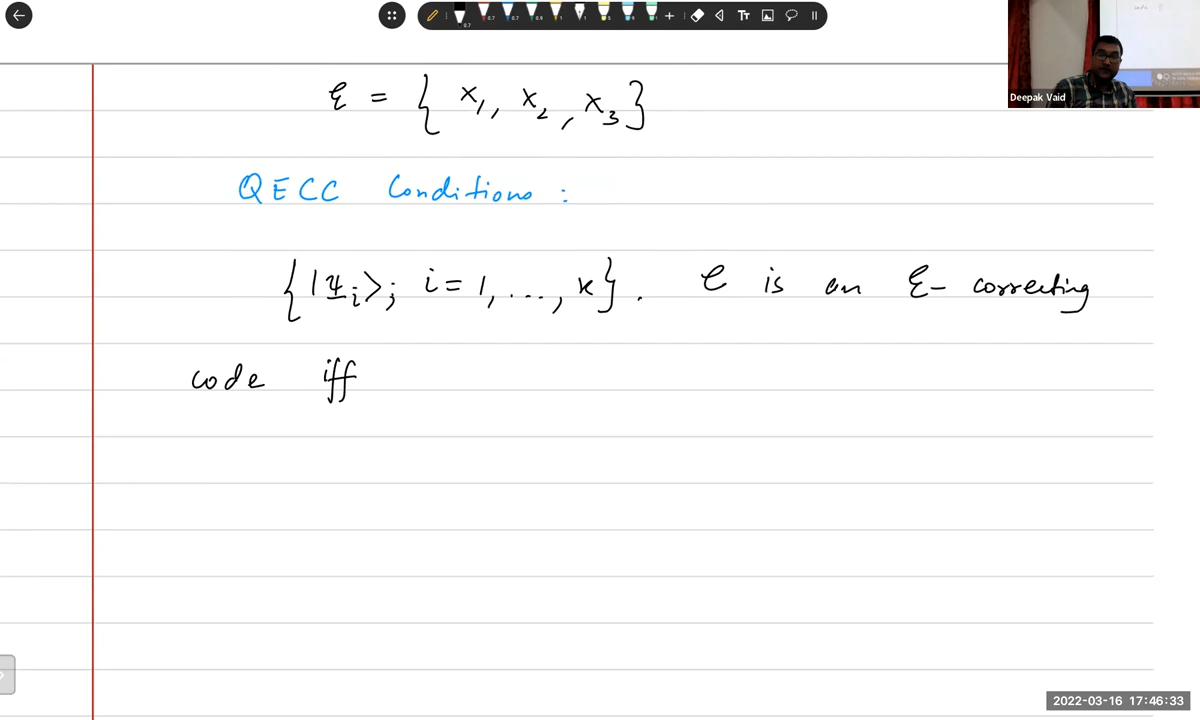 ℰ = { X₁, X₂, X₃ }
QECC Conditions :
{ |Ψᵢ⟩; i = 1, ..., k }. 𝒞 is an ℰ- correcting
code iff
Deepak Vaid
2022-03-16 17:46:33